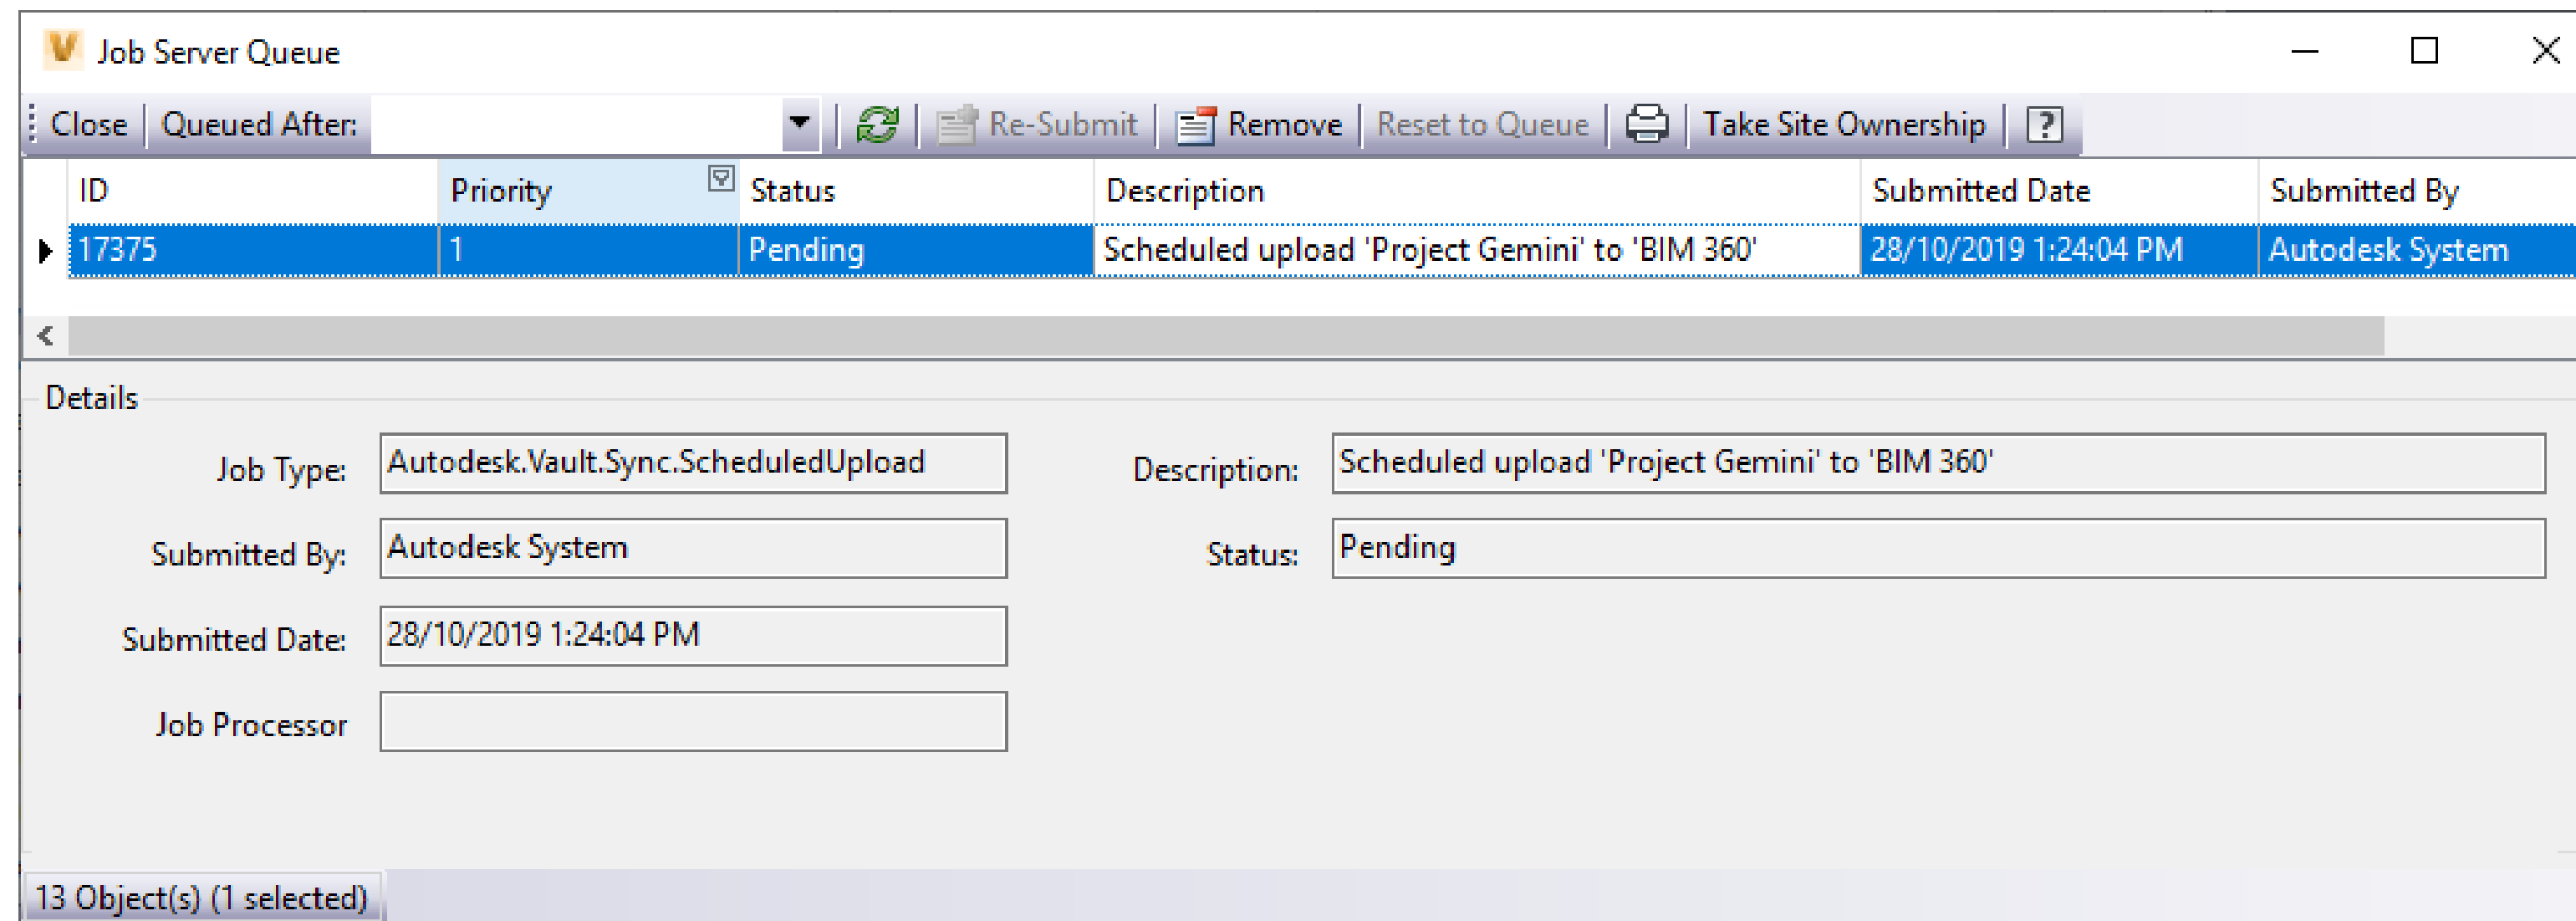 Job Server Queue
Close Queued After: Re-Submit Remove Reset to Queue Take Site Ownership ?
ID Priority Status Description Submitted Date Submitted By
17375 1 Pending Scheduled upload 'Project Gemini' to 'BIM 360' 28/10/2019 1:24:04 PM Autodesk System
Details
Job Type: Autodesk.Vault.Sync.ScheduledUpload Description: Scheduled upload 'Project Gemini' to 'BIM 360'
Submitted By: Autodesk System Status: Pending
Submitted Date: 28/10/2019 1:24:04 PM
Job Processor
13 Object(s) (1 selected)